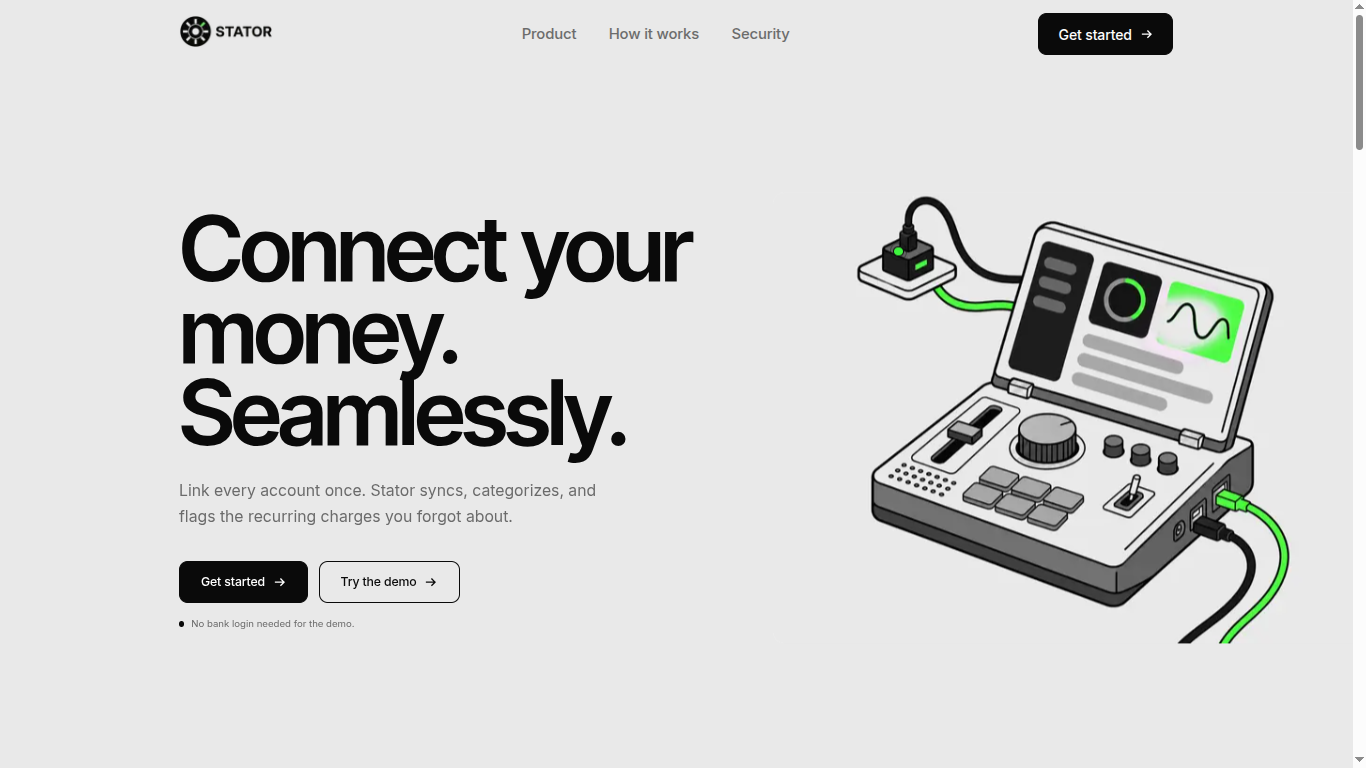 STATOR
Product
How it works
Security
Get started
Connect your
money.
Seamlessly.
Link every account once. Stator syncs, categorizes, and
flags the recurring charges you forgot about.
Get started
Try the demo
No bank login needed for the demo.